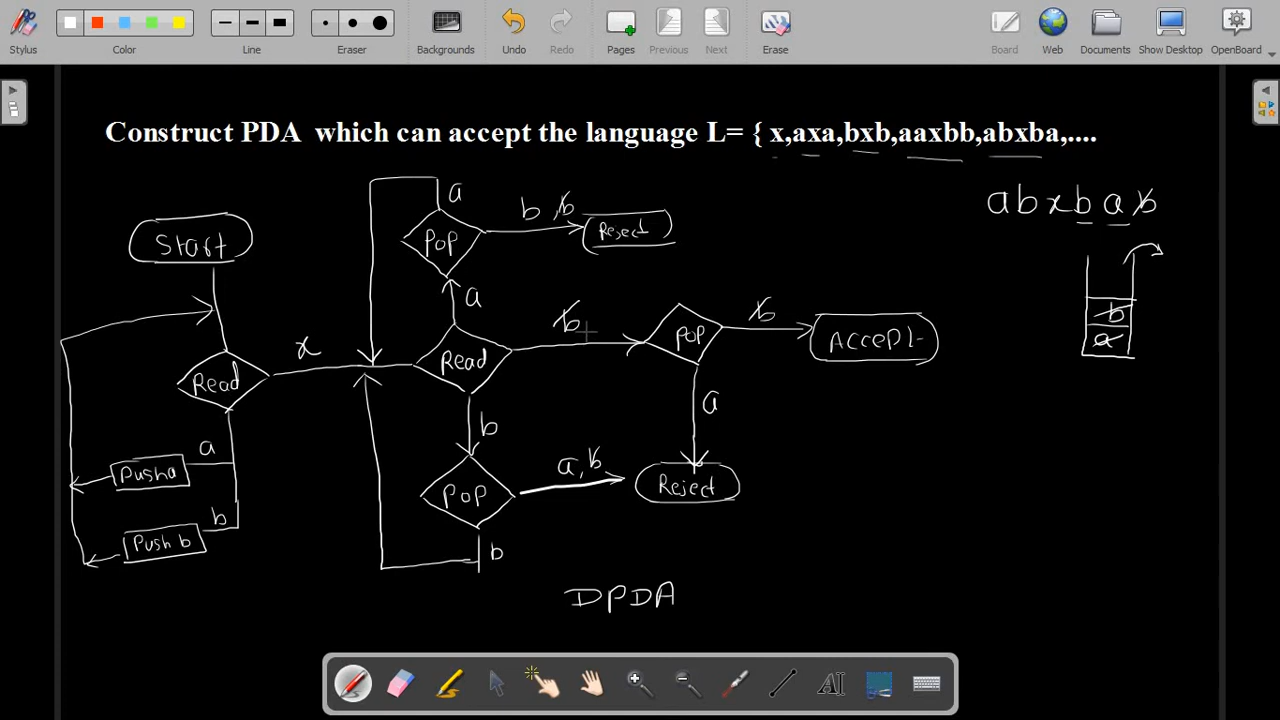 Stylus
Color
Line
Eraser
Backgrounds
Undo
Redo
Pages
Previous
Next
Erase
Board
Web
Documents
Show Desktop
OpenBoard
Construct PDA which can accept the language L= { x,axa,bxb,aaxbb,abxba,....
a b x b a b̸
b
a
Start
Read
x
a
Push a
b
Push b
a
POP
b, b̸
Reject
a
Read
b̸
POP
b̸
ACCEPT
a
Reject
b
POP
a, b̸
b
DPDA